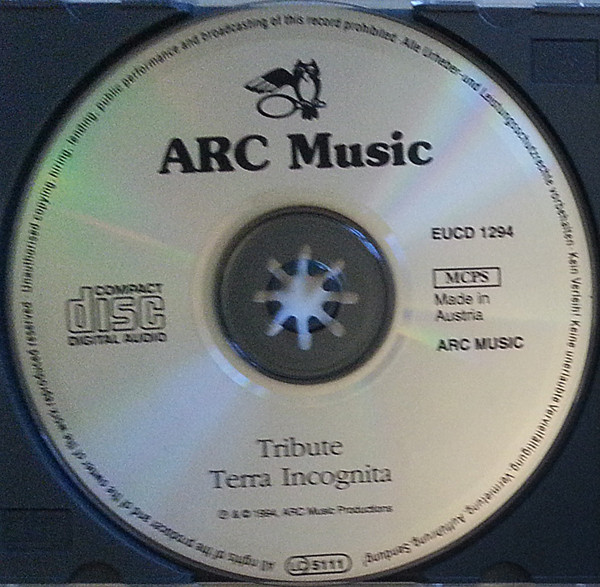 ARC Music
EUCD 1294
MCPS
Made in
Austria
ARC MUSIC
COMPACT
disc
DIGITAL AUDIO
Tribute
Terra Incognita
℗ & © 1994, ARC Music Productions
LC 5111
All rights of the producer and of the owner of the work reproduced reserved · Unauthorised copying, hiring, lending, public performance and broadcasting of this record prohibited · Alle Urheber- und Leistungsschutzrechte vorbehalten · Kein Verleih! Keine unerlaubte Vervielfältigung, Vermietung, Aufführung, Sendung!